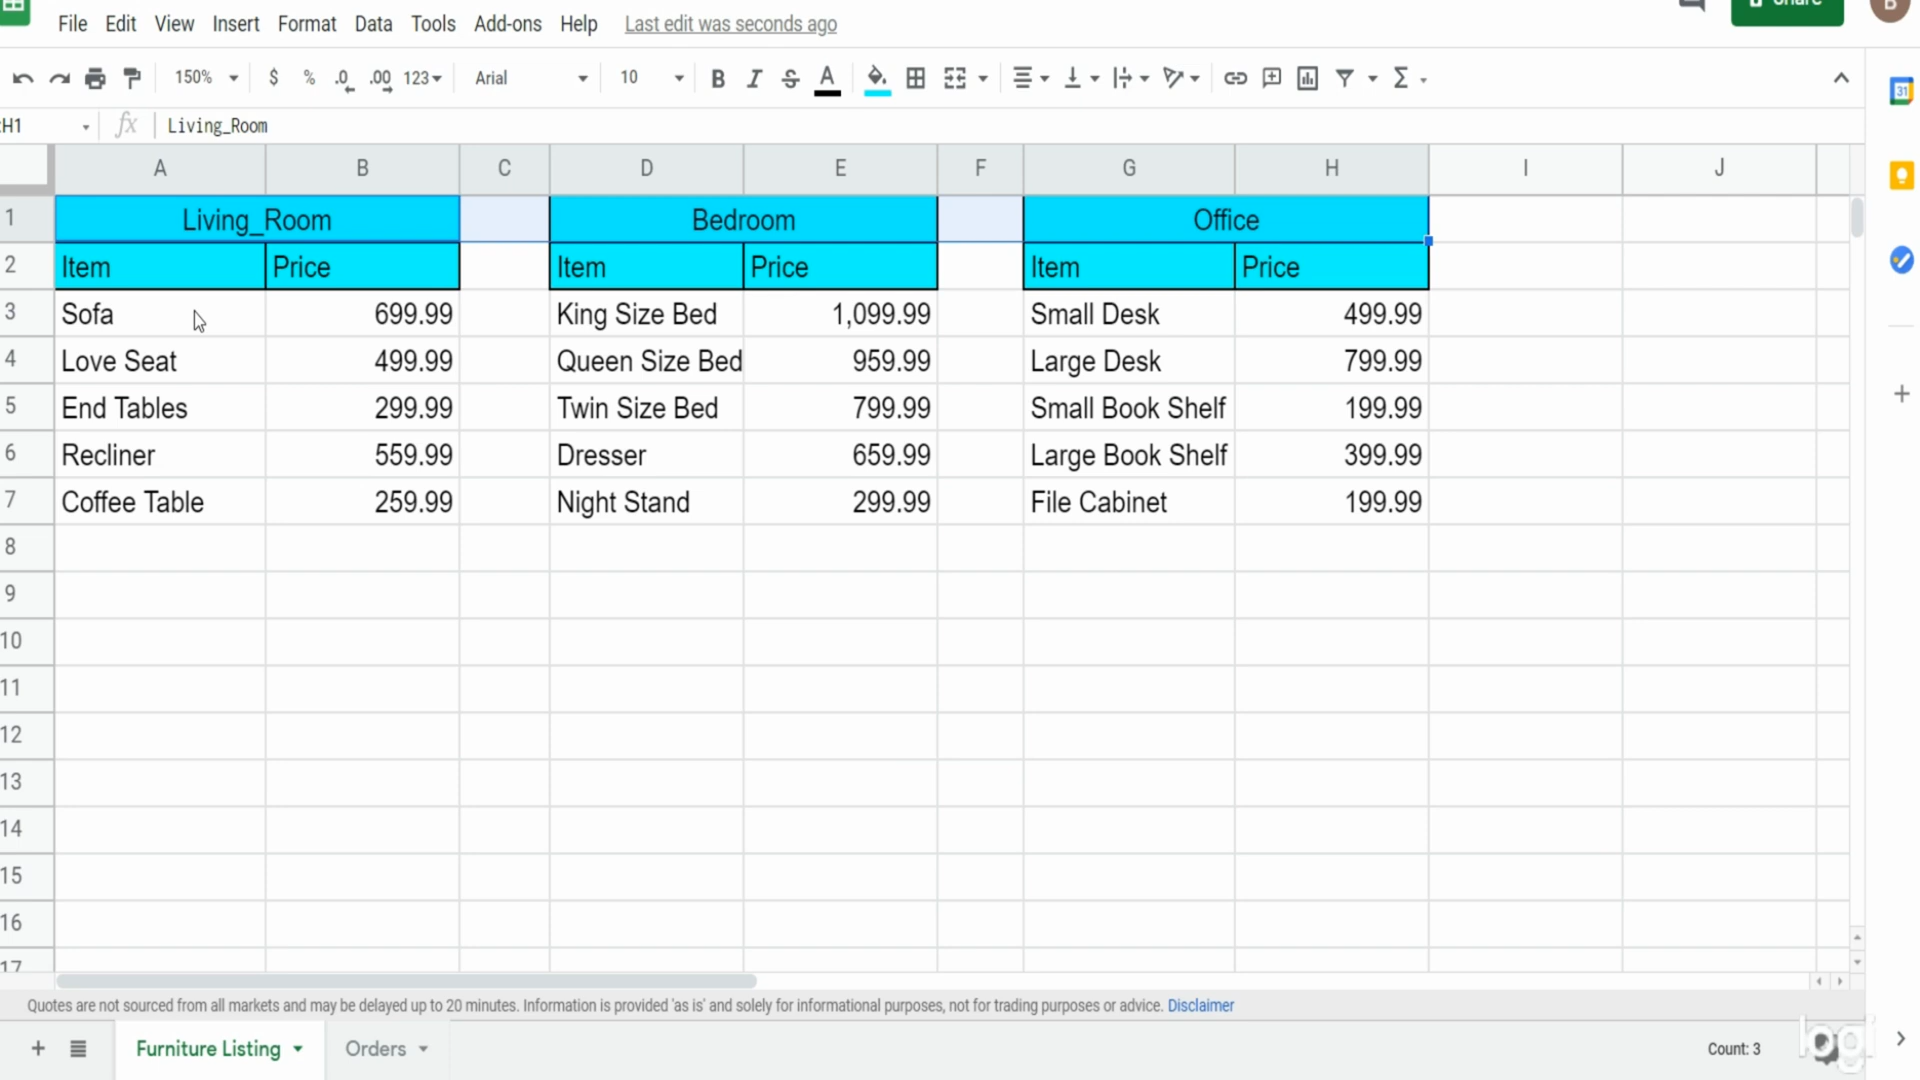 Share
B
File Edit View Insert Format Data Tools Add-ons Help Last edit was seconds ago
150% $ % .0 .00 123 Arial 10 B I S A
31
:H1 fx Living_Room
A B C D E F G H I J
1 Living_Room Bedroom Office
2 Item Price Item Price Item Price
3 Sofa 699.99 King Size Bed 1,099.99 Small Desk 499.99
4 Love Seat 499.99 Queen Size Bed 959.99 Large Desk 799.99
5 End Tables 299.99 Twin Size Bed 799.99 Small Book Shelf 199.99
6 Recliner 559.99 Dresser 659.99 Large Book Shelf 399.99
7 Coffee Table 259.99 Night Stand 299.99 File Cabinet 199.99
8
9
10
11
12
13
14
15
16
17
Quotes are not sourced from all markets and may be delayed up to 20 minutes. Information is provided 'as is' and solely for informational purposes, not for trading purposes or advice. Disclaimer
+ Furniture Listing Orders Count: 3